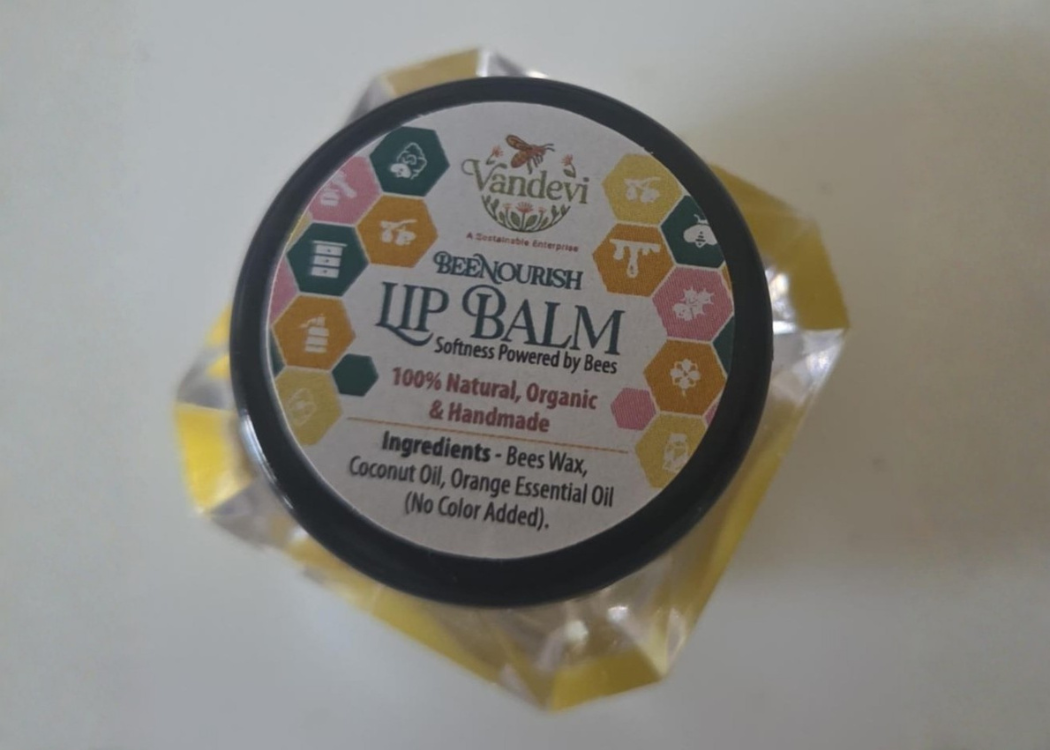 Vandevi
A Sustainable Enterprise
BEENOURISH
LIP BALM
Softness Powered by Bees
100% Natural, Organic
& Handmade
Ingredients - Bees Wax,
Coconut Oil, Orange Essential Oil
(No Color Added).